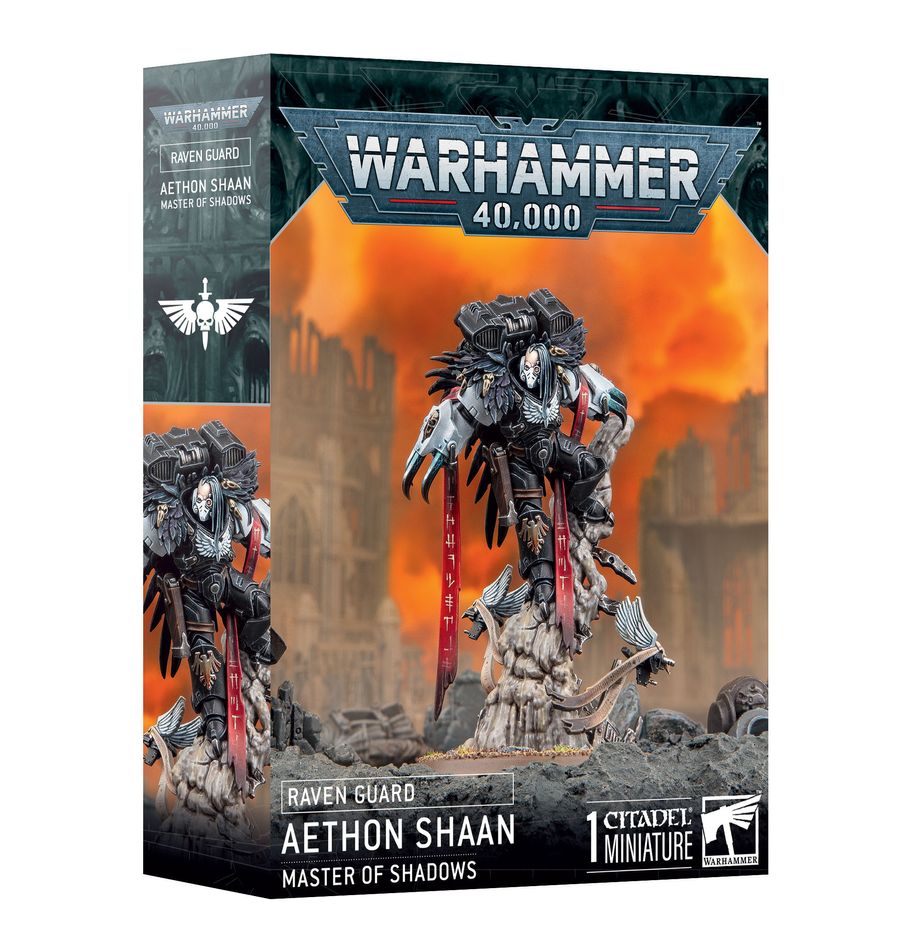 WARHAMMER
40,000
RAVEN GUARD
AETHON SHAAN
MASTER OF SHADOWS
WARHAMMER
40,000
™
RAVEN GUARD
AETHON SHAAN
MASTER OF SHADOWS
1 CITADEL®
MINIATURE
WARHAMMER